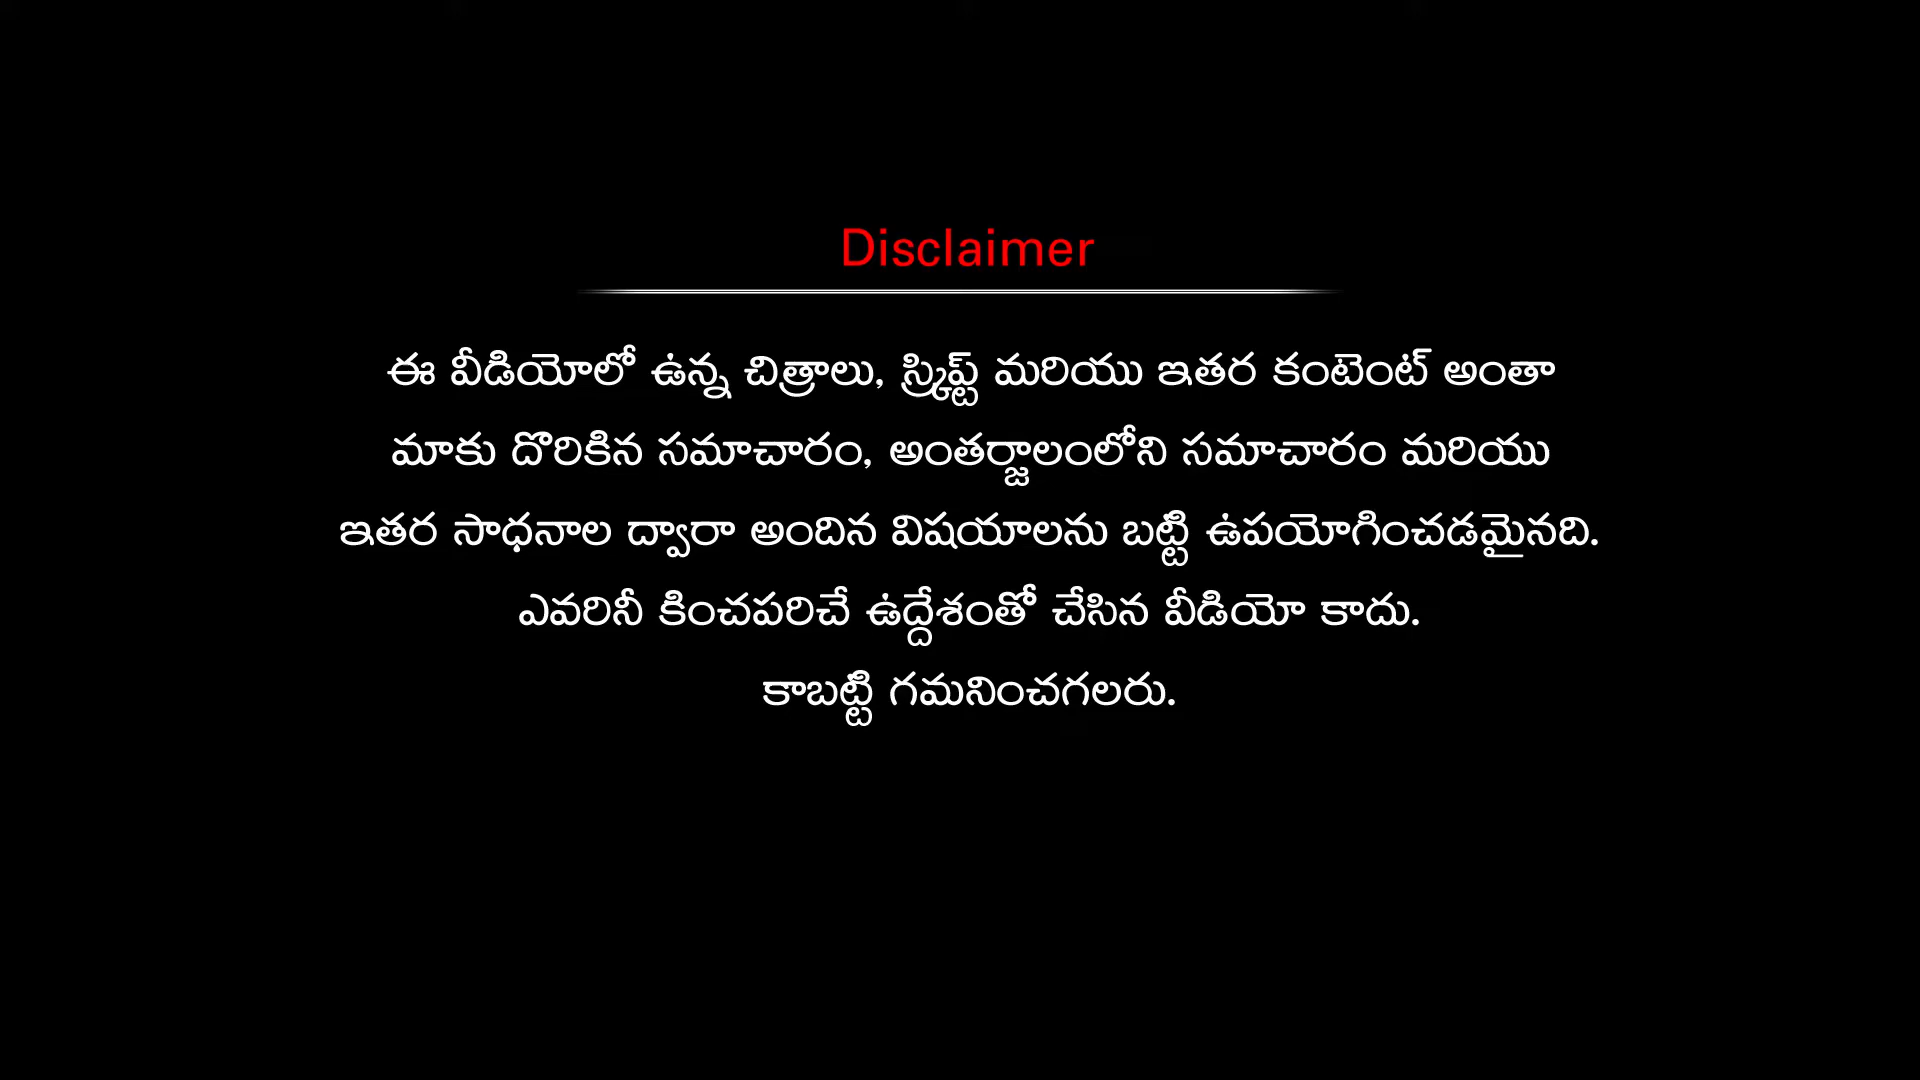 Disclaimer
ఈ వీడియోలో ఉన్న చిత్రాలు, స్క్రిప్ట్ మరియు ఇతర కంటెంట్ అంతా
మాకు దొరికిన సమాచారం, అంతర్జాలంలోని సమాచారం మరియు
ఇతర సాధనాల ద్వారా అందిన విషయాలను బట్టి ఉపయోగించడమైనది.
ఎవరినీ కించపరిచే ఉద్దేశంతో చేసిన వీడియో కాదు.
కాబట్టి గమనించగలరు.